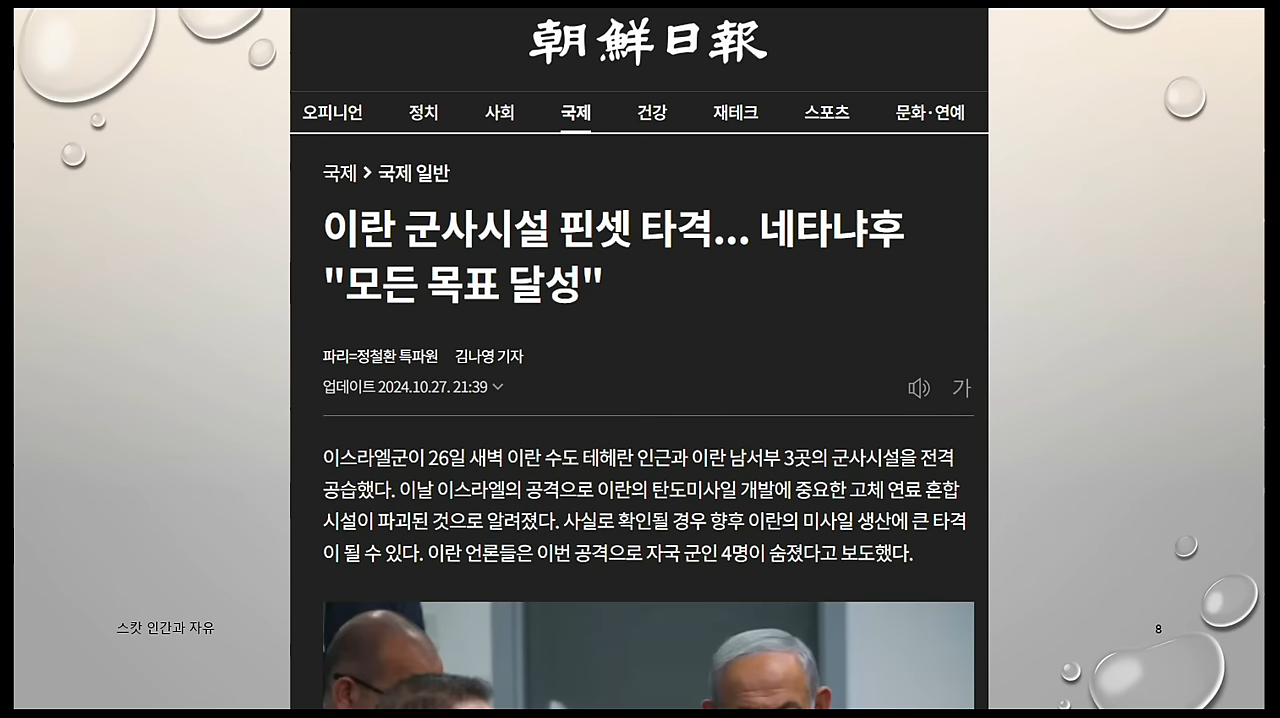 朝鮮日報
오피니언 정치 사회 국제 건강 재테크 스포츠 문화·연예
국제 > 국제 일반
이란 군사시설 핀셋 타격... 네타냐후
"모든 목표 달성"
파리=정철환 특파원 김나영 기자
업데이트 2024.10.27. 21:39
가
이스라엘군이 26일 새벽 이란 수도 테헤란 인근과 이란 남서부 3곳의 군사시설을 전격
공습했다. 이날 이스라엘의 공격으로 이란의 탄도미사일 개발에 중요한 고체 연료 혼합
시설이 파괴된 것으로 알려졌다. 사실로 확인될 경우 향후 이란의 미사일 생산에 큰 타격
이 될 수 있다. 이란 언론들은 이번 공격으로 자국 군인 4명이 숨졌다고 보도했다.
스캇 인간과 자유
8